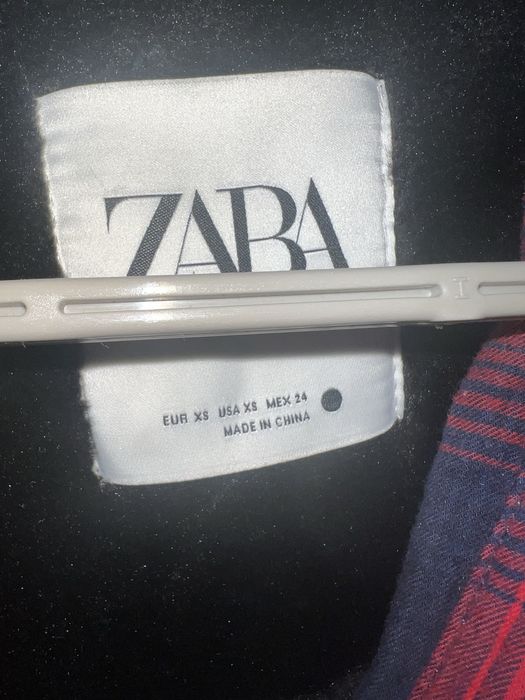 ZARA
EUR XS USA XS MEX 24
MADE IN CHINA